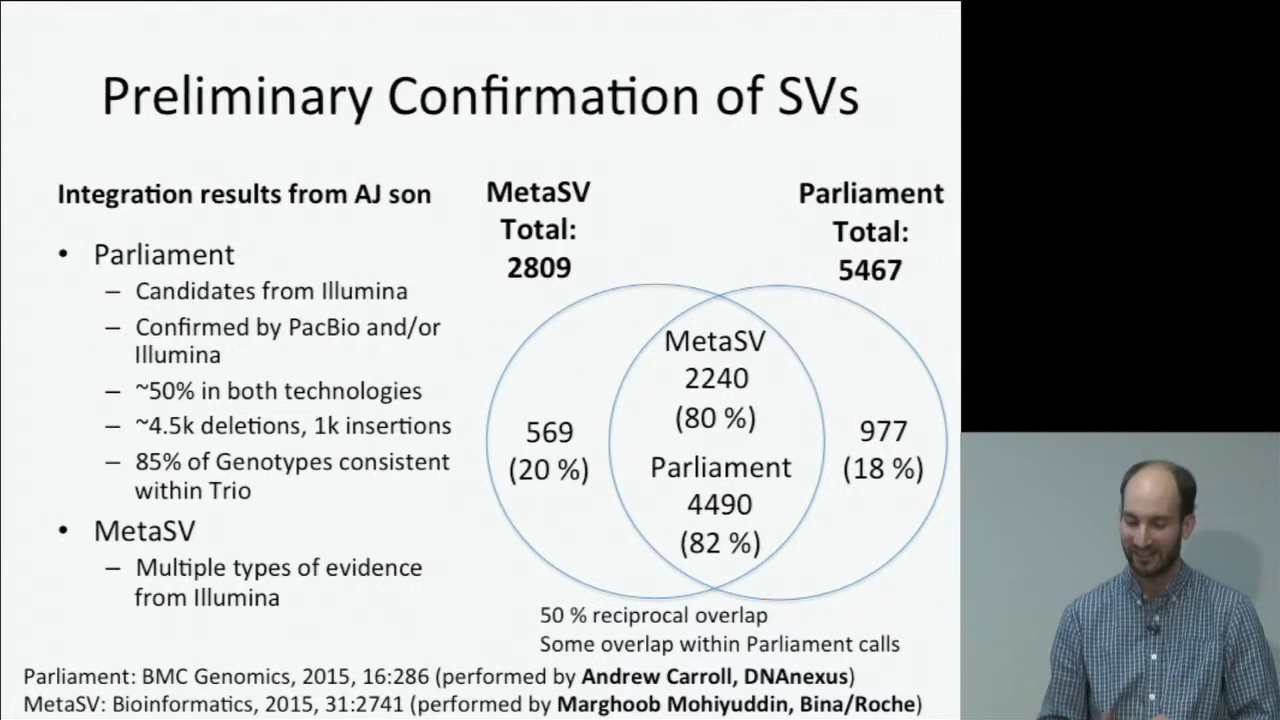 Preliminary Confirmation of SVs
Integration results from AJ son
• Parliament
– Candidates from Illumina
– Confirmed by PacBio and/or
Illumina
– ~50% in both technologies
– ~4.5k deletions, 1k insertions
– 85% of Genotypes consistent
within Trio
• MetaSV
– Multiple types of evidence
from Illumina
MetaSV
Total:
2809
Parliament
Total:
5467
569
(20 %)
MetaSV
2240
(80 %)
Parliament
4490
(82 %)
977
(18 %)
50 % reciprocal overlap
Some overlap within Parliament calls
Parliament: BMC Genomics, 2015, 16:286 (performed by Andrew Carroll, DNAnexus)
MetaSV: Bioinformatics, 2015, 31:2741 (performed by Marghoob Mohiyuddin, Bina/Roche)